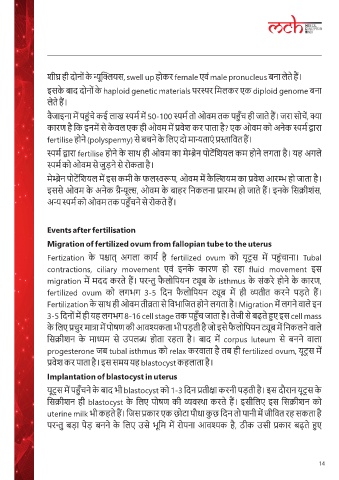 mch
शीघ्र ही दोनों के न्यूक्लियस, swell up होकर female एवं male pronucleus बना लेते हैं।
इसके बाद दोनों के haploid genetic materials परस्पर मिलकर एक diploid genome बना
लेते हैं।
वैजाइना में पहुंचे कई लाख स्पर्म में 50-100 स्पर्म तो ओवम तक पहुँच ही जाते हैं। जरा सोचें, क्या
कारण है कि इनमें से केवल एक ही ओवम में प्रवेश कर पाता है? एक ओवम को अनेक स्पर्म द्वारा
fertilise होने (polyspermy) से बचने के लिए दो मान्यताएं प्रस्तावित हैं।
स्पर्म द्वारा fertilise होने के साथ ही ओवम का मेम्ब्रेन पोटेंशियल कम होने लगता है। यह अगले
स्पर्म को ओवम से जुड़ने से रोकता है।
मेम्ब्रेन पोटेंशियल में इस कमी के फलस्वरूप, ओवम में कैल्शियम का प्रवेश आरम्भ हो जाता है।
इससे ओवम के अनेक ग्रैन्यूल्स, ओवम के बाहर निकलना प्रारम्भ हो जाते हैं। इनके सिक्रीशंस,
अन्य स्पर्म को ओवम तक पहुँचने से रोकते हैं।
Events after fertilisation
Migration of fertilized ovum from fallopian tube to the uterus
Fertization के पश्चात् अगला कार्य है fertilized ovum को यूट्रस में पहुंचाना। Tubal
contractions, ciliary movement एवं इनके कारण हो रहा fluid movement इस
migration में मदद करते हैं। परन्तु फैलोपियन ट्यूब के isthmus के संकरे होने के कारण,
fertilized ovum को लगभग 3-5 दिन फैलोपियन ट्यूब में ही व्यतीत करने पड़ते हैं।
Fertilization के साथ ही ओवम तीव्रता से विभाजित होने लगता है। Migration में लगने वाले इन
3-5 दिनों में ही यह लगभग 8-16 cell stage तक पहुँच जाता है। तेजी से बढ़ते हुए इस cell mass
के लिए प्रचुर मात्रा में पोषण की आवश्यकता भी पड़ती है जो इसे फैलोपियन ट्यूब में निकलने वाले
सिक्रीशन के माध्यम से उपलब्ध होता रहता है। बाद में corpus luteum से बनने वाला
progesterone जब tubal isthmus को relax करवाता है तब ही fertilized ovum, यूट्रस में
प्रवेश कर पाता है। इस समय यह blastocyst कहलाता है।
Implantation of blastocyst in uterus
यूट्रस में पहुँचने के बाद भी blastocyst को 1-3 दिन प्रतीक्षा करनी पड़ती है। इस दौरान यूट्रस के
सिक्रीशन ही blastocyst के लिए पोषण की व्यवस्था करते हैं। इसीलिए इस सिक्रीशन को
uterine milk भी कहते हैं। जिस प्रकार एक छोटा पौधा कुछ दिन तो पानी में जीवित रह सकता है
परन्तु बड़ा पेड़ बनने के लिए उसे भूमि में रोपना आवश्यक है, ठीक उसी प्रकार बढ़ते हुए
14